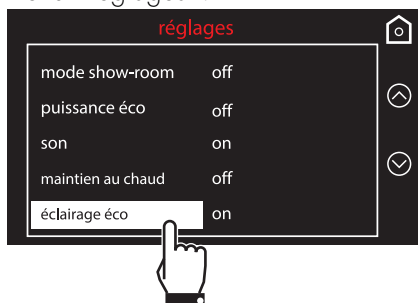 réglages
mode show-room off
puissance éco off
son on
maintien au chaud off
éclairage éco on